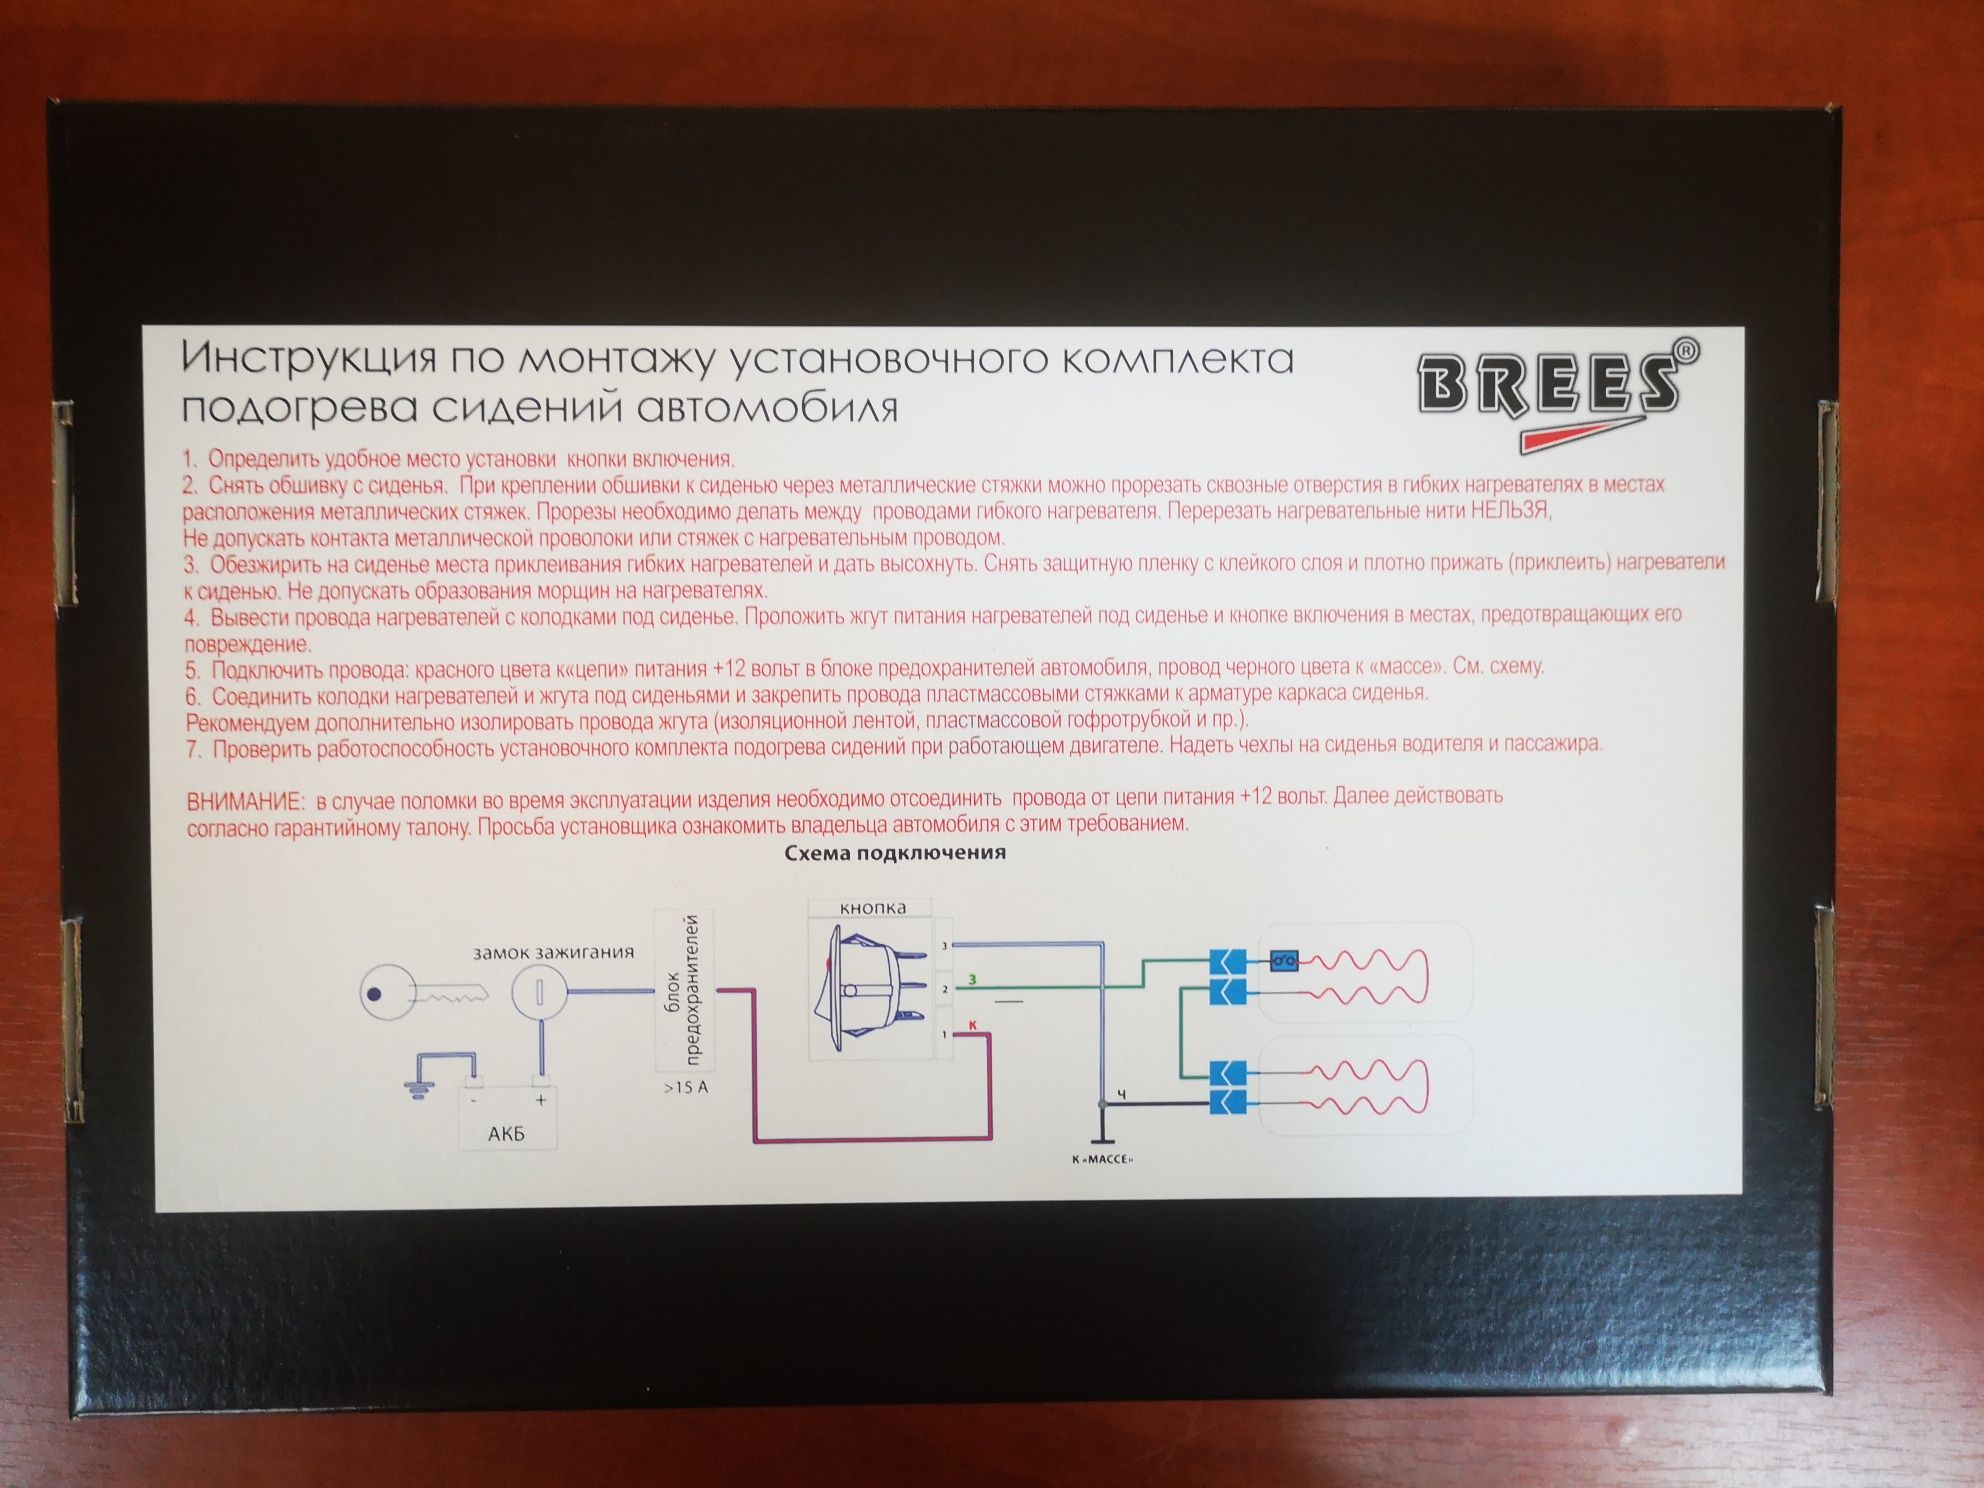 Инструкция по монтажу установочного комплекта
подогрева сидений автомобиля
BREES®
1. Определить удобное место установки кнопки включения.
2. Снять обшивку с сиденья. При креплении обшивки к сиденью через металлические стяжки можно прорезать сквозные отверстия в гибких нагревателях в местах
расположения металлических стяжек. Прорезы необходимо делать между проводами гибкого нагревателя. Перерезать нагревательные нити НЕЛЬЗЯ,
Не допускать контакта металлической проволоки или стяжек с нагревательным проводом.
3. Обезжирить на сиденье места приклеивания гибких нагревателей и дать высохнуть. Снять защитную пленку с клейкого слоя и плотно прижать (приклеить) нагреватели
к сиденью. Не допускать образования морщин на нагревателях.
4. Вывести провода нагревателей с колодками под сиденье. Проложить жгут питания нагревателей под сиденье и кнопке включения в местах, предотвращающих его
повреждение.
5. Подключить провода: красного цвета к«цепи» питания +12 вольт в блоке предохранителей автомобиля, провод черного цвета к «массе». См. схему.
6. Соединить колодки нагревателей и жгута под сиденьями и закрепить провода пластмассовыми стяжками к арматуре каркаса сиденья.
Рекомендуем дополнительно изолировать провода жгута (изоляционной лентой, пластмассовой гофротрубкой и пр.).
7. Проверить работоспособность установочного комплекта подогрева сидений при работающем двигателе. Надеть чехлы на сиденья водителя и пассажира.
ВНИМАНИЕ: в случае поломки во время эксплуатации изделия необходимо отсоединить провода от цепи питания +12 вольт. Далее действовать
согласно гарантийному талону. Просьба установщика ознакомить владельца автомобиля с этим требованием.
Схема подключения
замок зажигания
блок
предохранителей
>15 А
- +
АКБ
кнопка
3
2
1
З
К
Ч
К «МАССЕ»